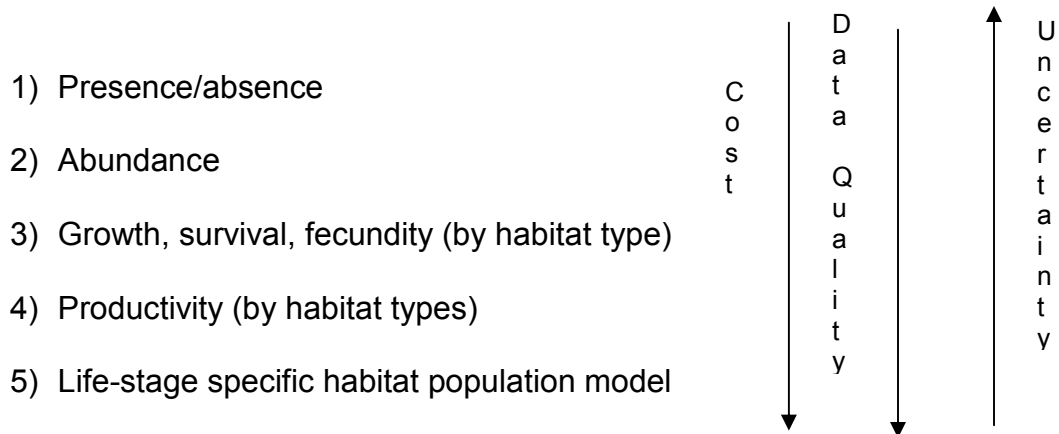 1) Presence/absence
2) Abundance
3) Growth, survival, fecundity (by habitat type)
4) Productivity (by habitat types)
5) Life-stage specific habitat population model
Cost
Data Quality
Uncertainty